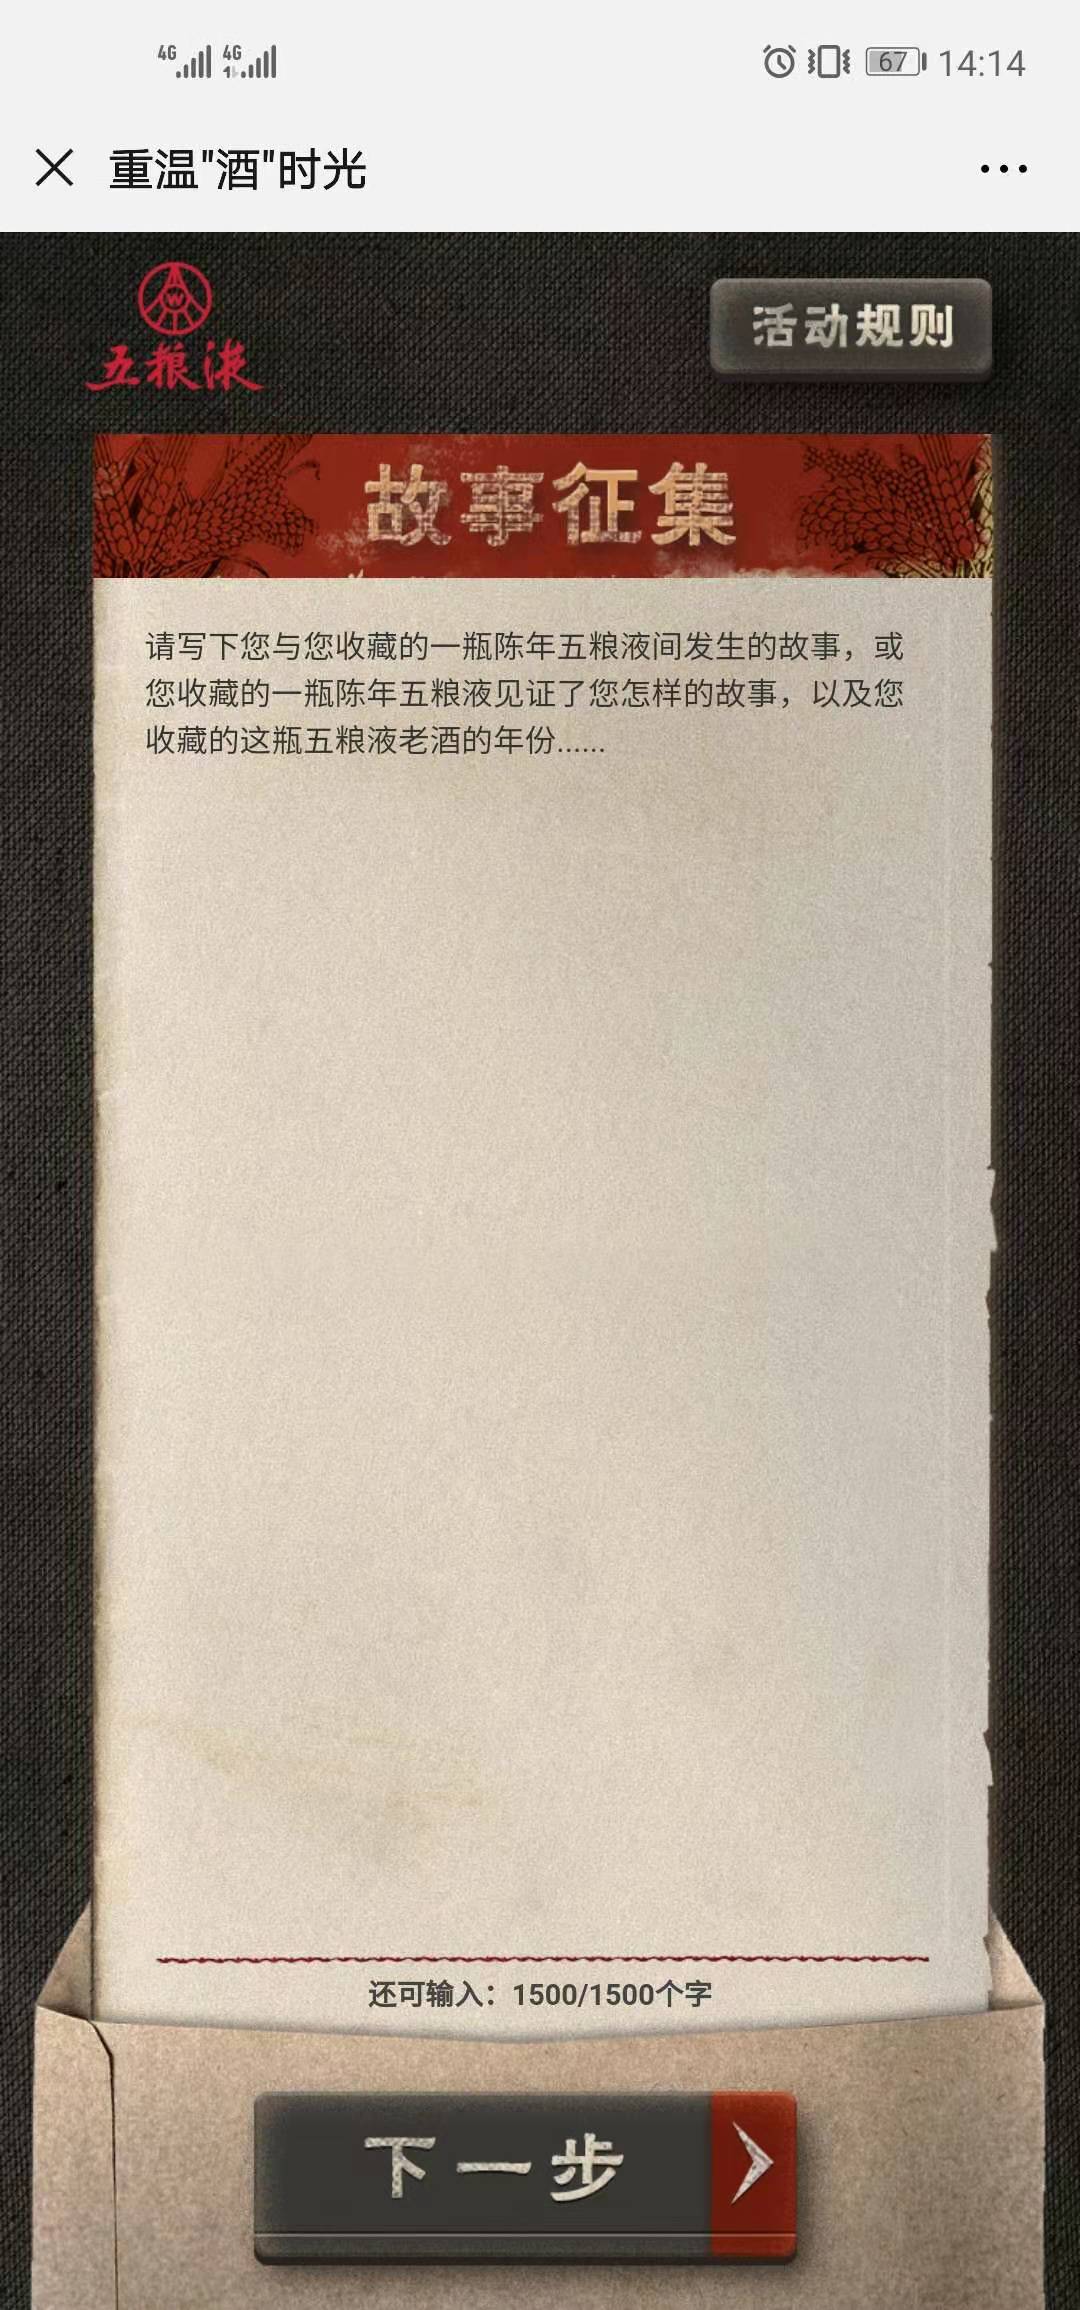 4G 4G 67 14:14
重温"酒"时光
五粮液
活动规则
故事征集
请写下您与您收藏的一瓶陈年五粮液间发生的故事，或
您收藏的一瓶陈年五粮液见证了您怎样的故事，以及您
收藏的这瓶五粮液老酒的年份......
还可输入：1500/1500个字
下一步